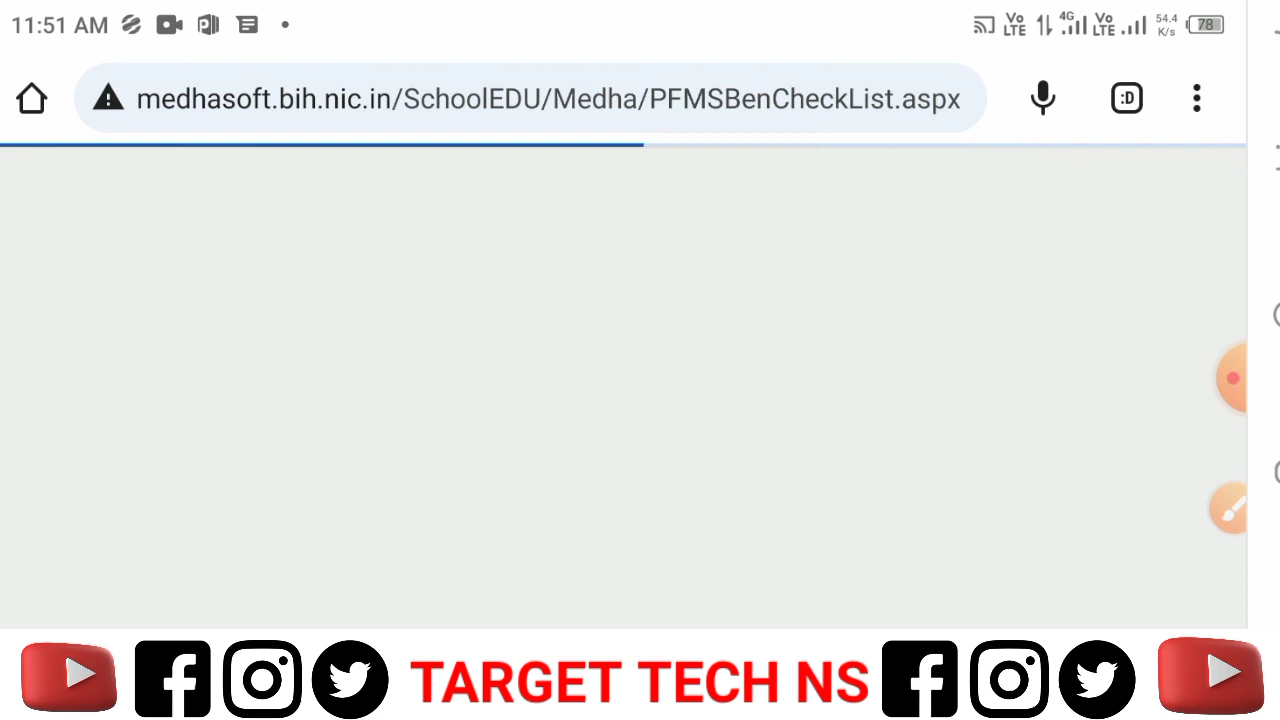 11:51 AM
Vo LTE 4G Vo LTE 54.4 K/s 78
medhasoft.bih.nic.in/SchoolEDU/Medha/PFMSBenCheckList.aspx
:D
TARGET TECH NS